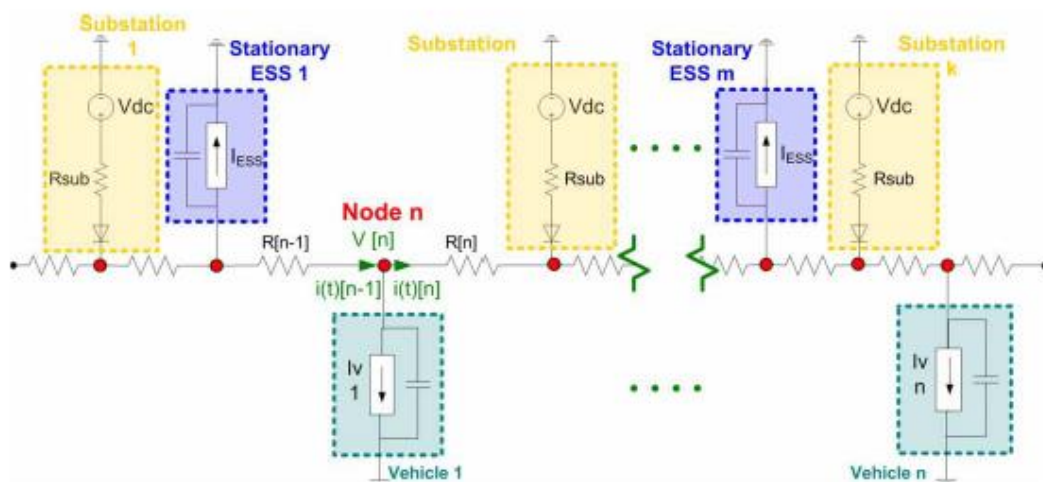 Substation
1
Vdc
Rsub
Stationary
ESS 1
IESS
R[n-1]
Node n
V [n]
i(t)[n-1]
i(t)[n]
R[n]
Iv
1
Vehicle 1
Substation
Vdc
Rsub
Stationary
ESS m
IESS
Substation
k
Vdc
Rsub
Iv
n
Vehicle n